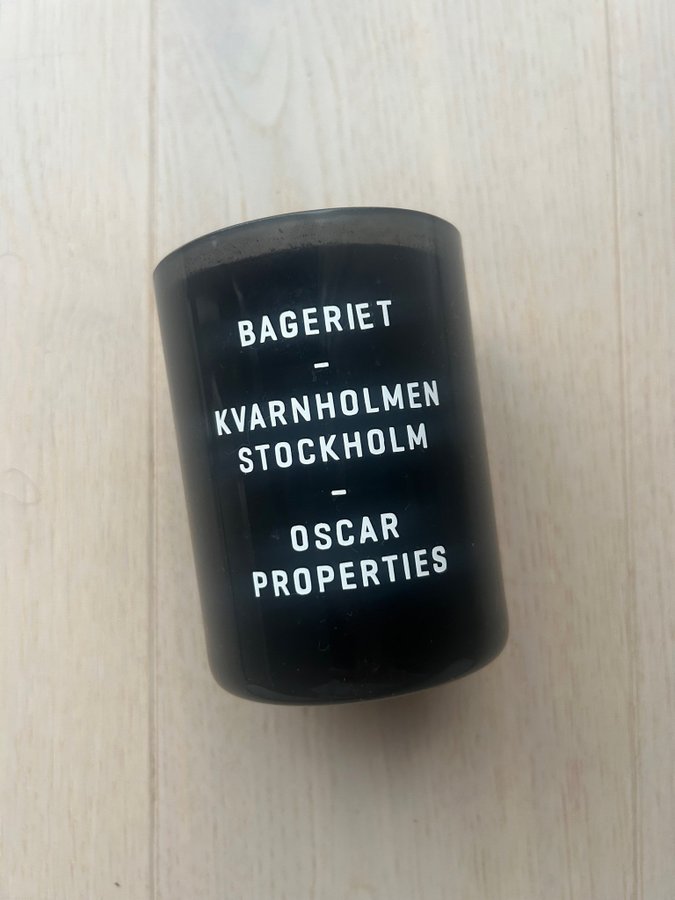 BAGERIET
–
KVARNHOLMEN
STOCKHOLM
–
OSCAR
PROPERTIES